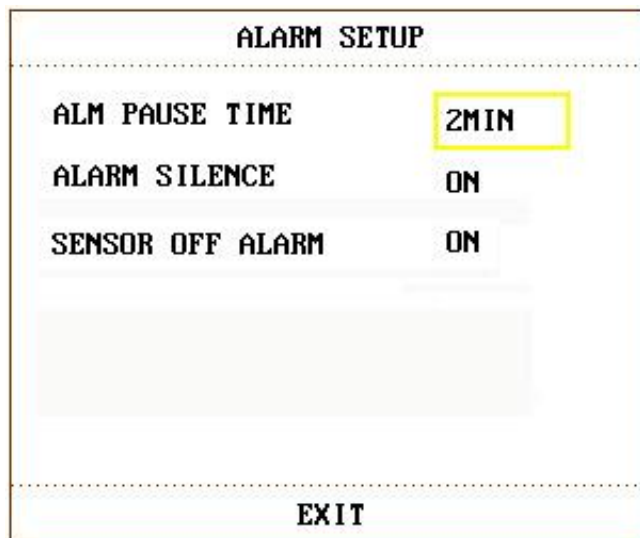 ALARM SETUP
ALM PAUSE TIME 2MIN
ALARM SILENCE ON
SENSOR OFF ALARM ON
EXIT